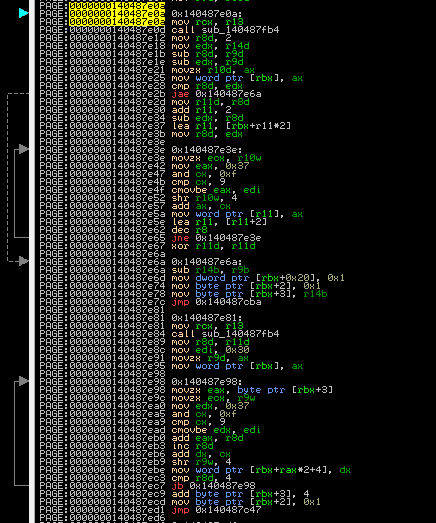 PAGE:0000000140487e0a
PAGE:0000000140487e0a 0x140487e0a:
PAGE:0000000140487e0a mov rcx, r13
PAGE:0000000140487e0d call sub_140487fb4
PAGE:0000000140487e12 mov r8d, 2
PAGE:0000000140487e18 mov edx, r14d
PAGE:0000000140487e1b sub r8d, r9d
PAGE:0000000140487e1e sub edx, r9d
PAGE:0000000140487e21 movzx r10d, ax
PAGE:0000000140487e25 mov word ptr [rbx], ax
PAGE:0000000140487e28 cmp r8d, edx
PAGE:0000000140487e2b jae 0x140487e6a
PAGE:0000000140487e2d mov r11d, r8d
PAGE:0000000140487e30 add r11, 2
PAGE:0000000140487e34 sub edx, r8d
PAGE:0000000140487e37 lea r11, [rbx+r11*2]
PAGE:0000000140487e3b mov r8d, edx
PAGE:0000000140487e3e
PAGE:0000000140487e3e 0x140487e3e:
PAGE:0000000140487e3e movzx ecx, r10w
PAGE:0000000140487e42 mov eax, 0x37
PAGE:0000000140487e47 and cx, 0xf
PAGE:0000000140487e4b cmp cx, 9
PAGE:0000000140487e4f cmovbe eax, edi
PAGE:0000000140487e52 shr r10w, 4
PAGE:0000000140487e57 add ax, cx
PAGE:0000000140487e5a mov word ptr [r11], ax
PAGE:0000000140487e5e lea r11, [r11+2]
PAGE:0000000140487e62 dec r8
PAGE:0000000140487e65 jne 0x140487e3e
PAGE:0000000140487e67 xor r11d, r11d
PAGE:0000000140487e6a
PAGE:0000000140487e6a 0x140487e6a:
PAGE:0000000140487e6a sub r14b, r9b
PAGE:0000000140487e6d mov dword ptr [rbx+0x20], 0x1
PAGE:0000000140487e74 mov byte ptr [rbx+2], 0x1
PAGE:0000000140487e78 mov byte ptr [rbx+3], r14b
PAGE:0000000140487e7c jmp 0x140487cba
PAGE:0000000140487e81
PAGE:0000000140487e81 0x140487e81:
PAGE:0000000140487e81 mov rcx, r13
PAGE:0000000140487e84 call sub_140487fb4
PAGE:0000000140487e89 mov r8d, r11d
PAGE:0000000140487e8c mov edi, 0x30
PAGE:0000000140487e91 movzx r9d, ax
PAGE:0000000140487e95 mov word ptr [rbx], ax
PAGE:0000000140487e98
PAGE:0000000140487e98 0x140487e98:
PAGE:0000000140487e98 movzx eax, byte ptr [rbx+3]
PAGE:0000000140487e9c movzx ecx, r9w
PAGE:0000000140487ea0 mov edx, 0x37
PAGE:0000000140487ea5 and cx, 0xf
PAGE:0000000140487ea9 cmp cx, 9
PAGE:0000000140487ead cmovbe edx, edi
PAGE:0000000140487eb0 add eax, r8d
PAGE:0000000140487eb3 inc r8d
PAGE:0000000140487eb6 add dx, cx
PAGE:0000000140487eb9 shr r9w, 4
PAGE:0000000140487ebe mov word ptr [rbx+rax*2+4], dx
PAGE:0000000140487ec3 cmp r8d, 4
PAGE:0000000140487ec7 jb 0x140487e98
PAGE:0000000140487ec9 add byte ptr [rbx+3], 4
PAGE:0000000140487ecd mov byte ptr [rbx+2], 0x1
PAGE:0000000140487ed1 jmp 0x140487c47
PAGE:0000000140487ed6